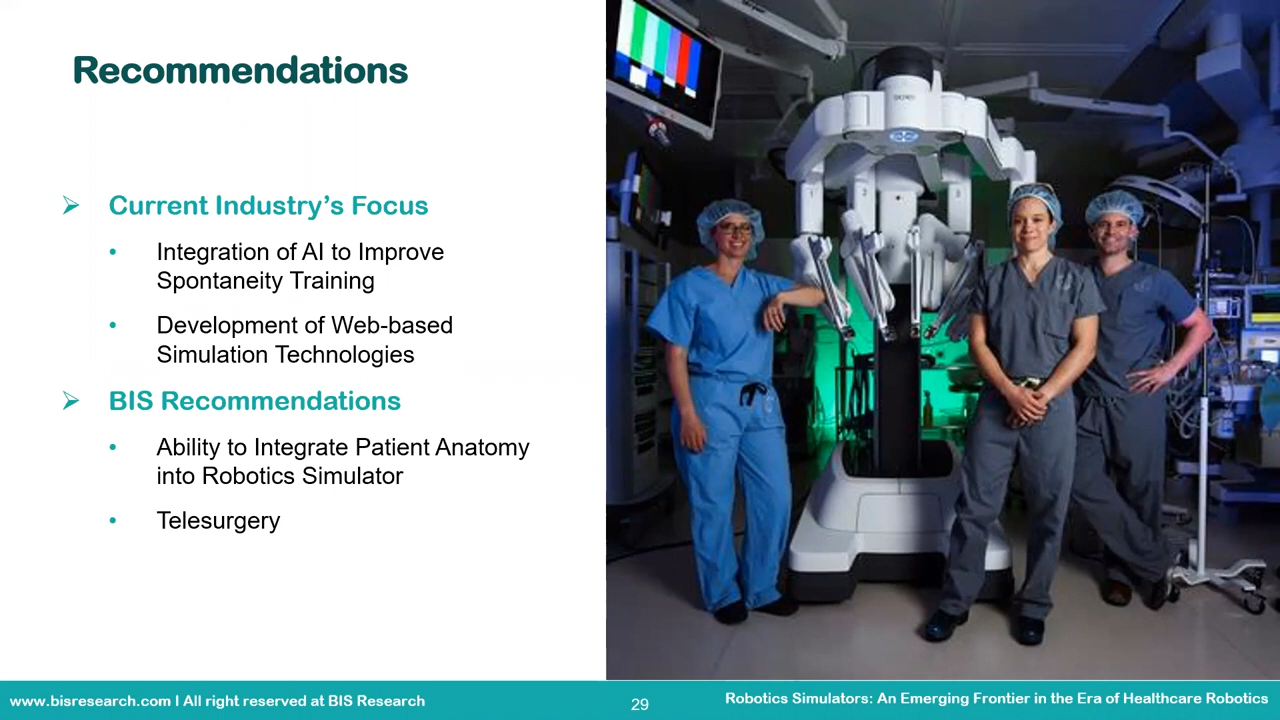 Recommendations
Current Industry's Focus
Integration of AI to Improve
Spontaneity Training
Development of Web-based
Simulation Technologies
BIS Recommendations
Ability to Integrate Patient Anatomy
into Robotics Simulator
Telesurgery
www.bisresearch.com I All right reserved at BIS Research
29
Robotics Simulators: An Emerging Frontier in the Era of Healthcare Robotics